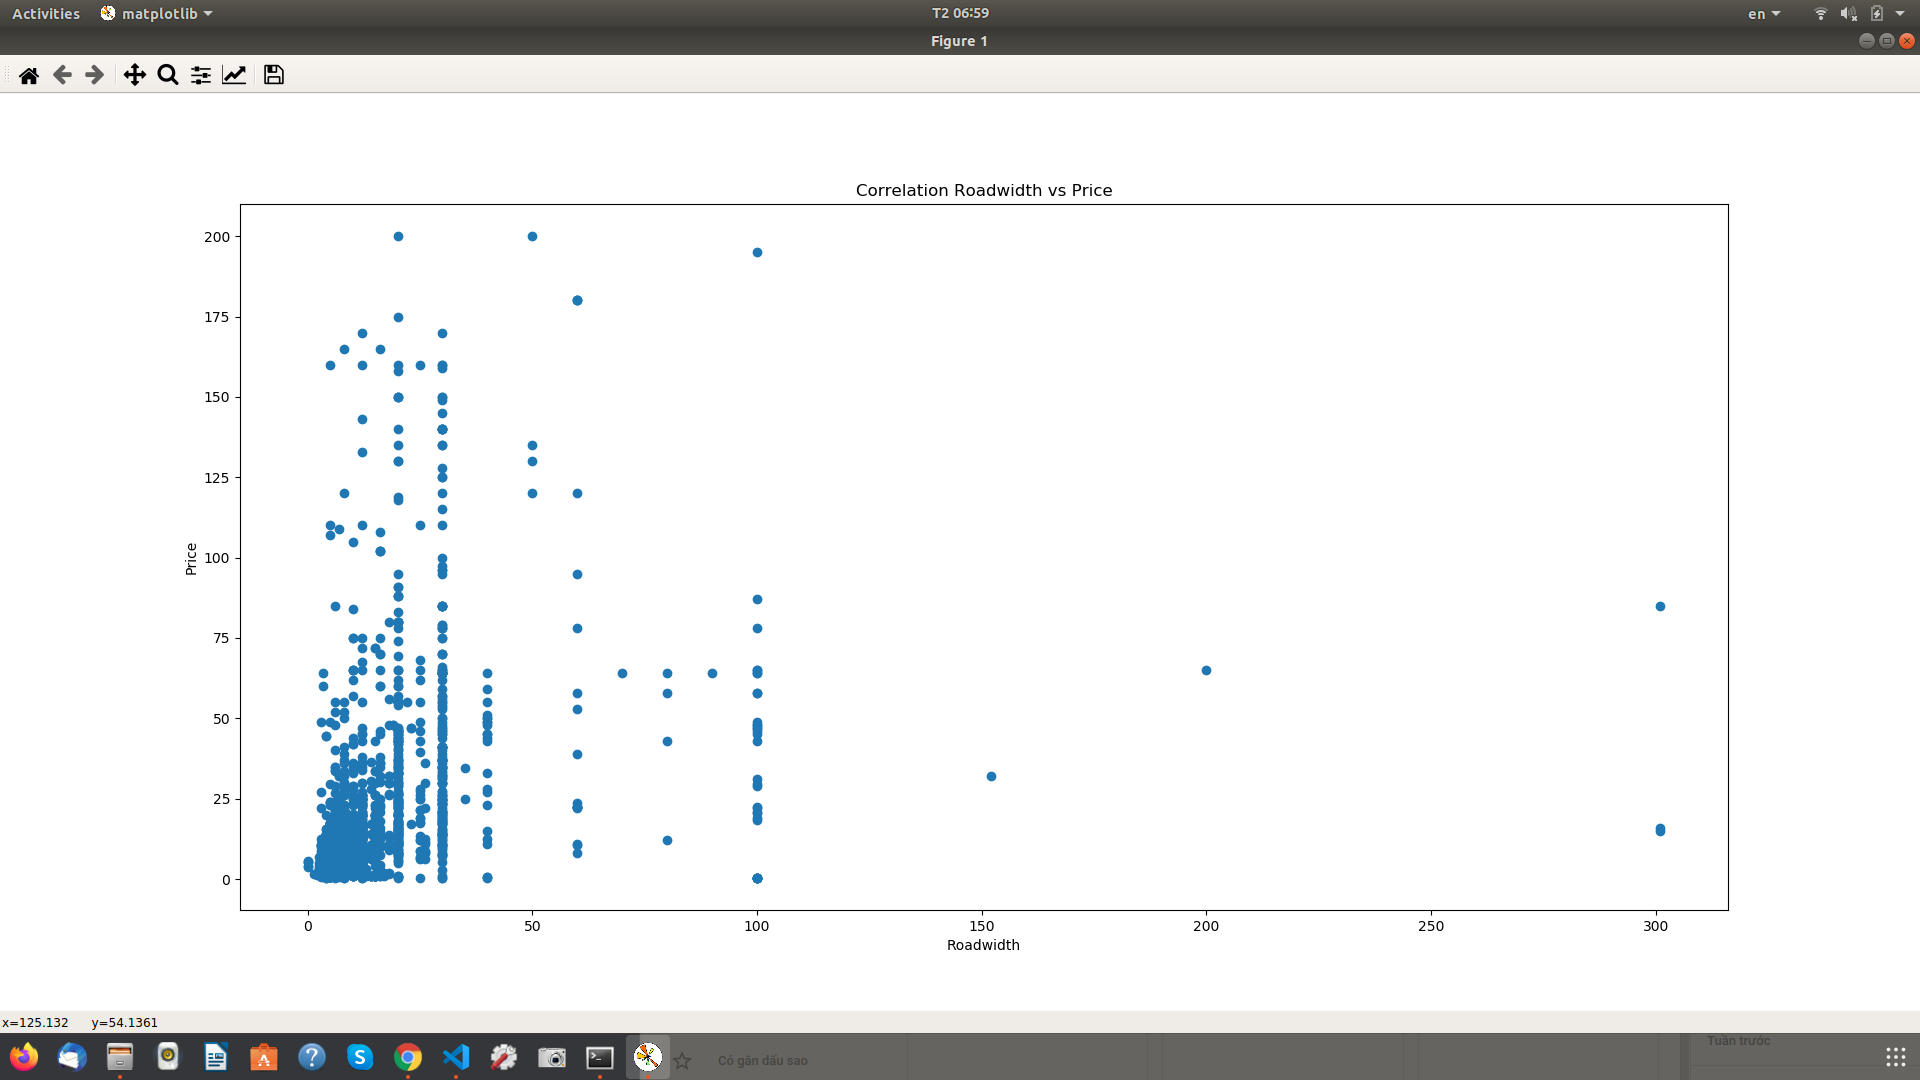 Activities matplotlib T2 06:59 en
Figure 1
Correlation Roadwidth vs Price
200
175
150
125
100
75
50
25
0
Price
0 50 100 150 200 250 300
Roadwidth
x=125.132 y=54.1361
Có gắn dấu sao
Tuần trước